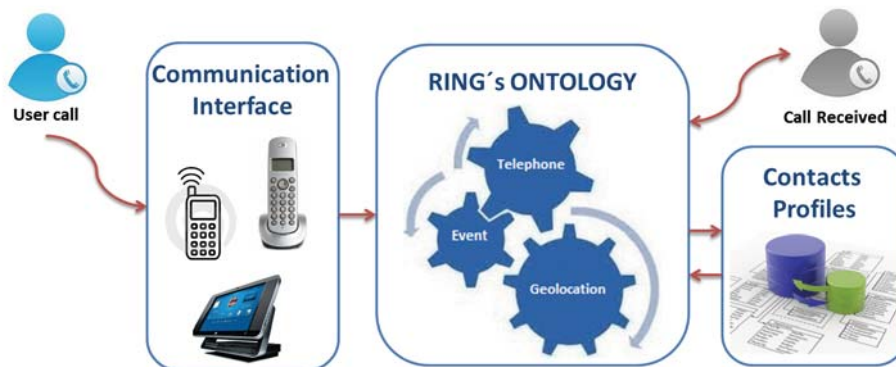 User call
Communication
Interface
RING´s ONTOLOGY
Telephone
Event
Geolocation
Call Received
Contacts
Profiles